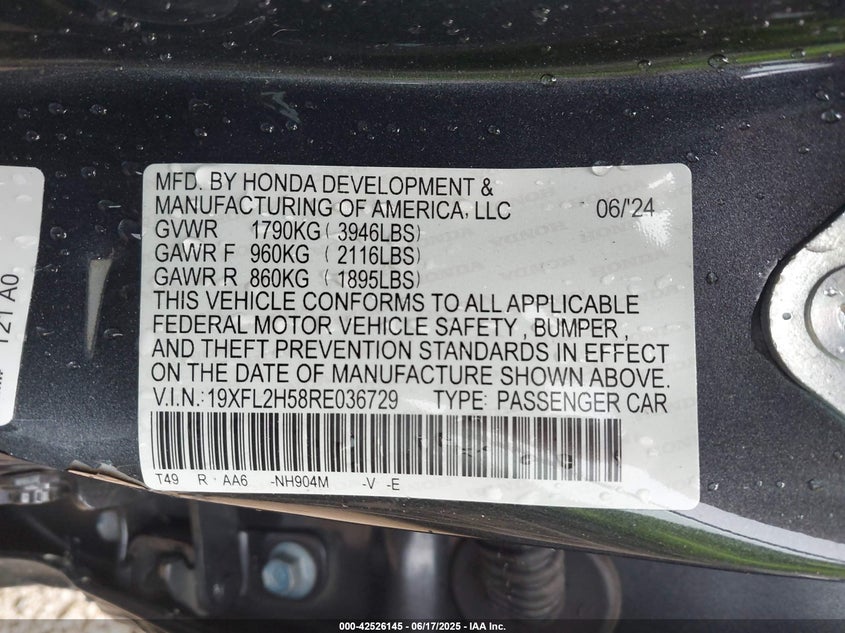 MFD. BY HONDA DEVELOPMENT &
MANUFACTURING OF AMERICA, LLC 06/'24
GVWR 1790KG ( 3946LBS)
GAWR F 960KG ( 2116LBS)
GAWR R 860KG ( 1895LBS)
THIS VEHICLE CONFORMS TO ALL APPLICABLE
FEDERAL MOTOR VEHICLE SAFETY , BUMPER ,
AND THEFT PREVENTION STANDARDS IN EFFECT
ON THE DATE OF MANUFACTURE SHOWN ABOVE.
V.I.N.: 19XFL2H58RE036729 TYPE: PASSENGER CAR
T49 R AA6 -NH904M -V -E
121 A0
000-42526145 - 06/17/2025 - IAA Inc.